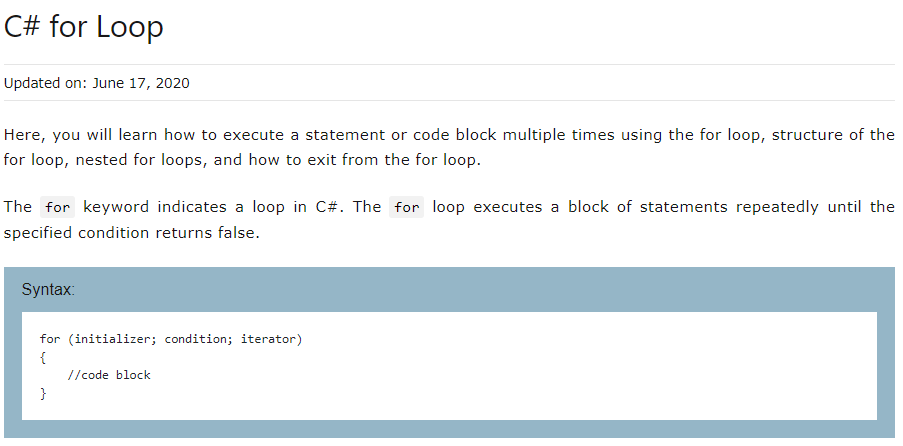 C# for Loop
Updated on: June 17, 2020
Here, you will learn how to execute a statement or code block multiple times using the for loop, structure of the
for loop, nested for loops, and how to exit from the for loop.
The for keyword indicates a loop in C#. The for loop executes a block of statements repeatedly until the
specified condition returns false.
Syntax:
for (initializer; condition; iterator)
{
    //code block
}